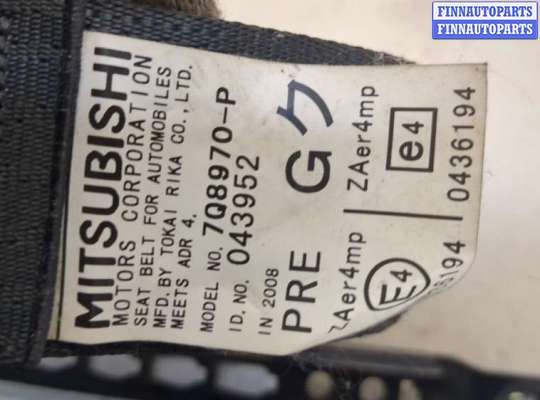 FINNAUTOPARTS
FINNAUTOPARTS
MITSUBISHI
MOTORS CORPORATION
SEAT BELT FOR AUTOMOBILES
MFD. BY TOKAI RIKA CO., LTD.
MEETS ADR 4.
MODEL NO. 7Q8970-P
ID. NO. 043952
IN 2008
PRE G ク
ZAer4mp ZAer4mp
E4 e4
0436194